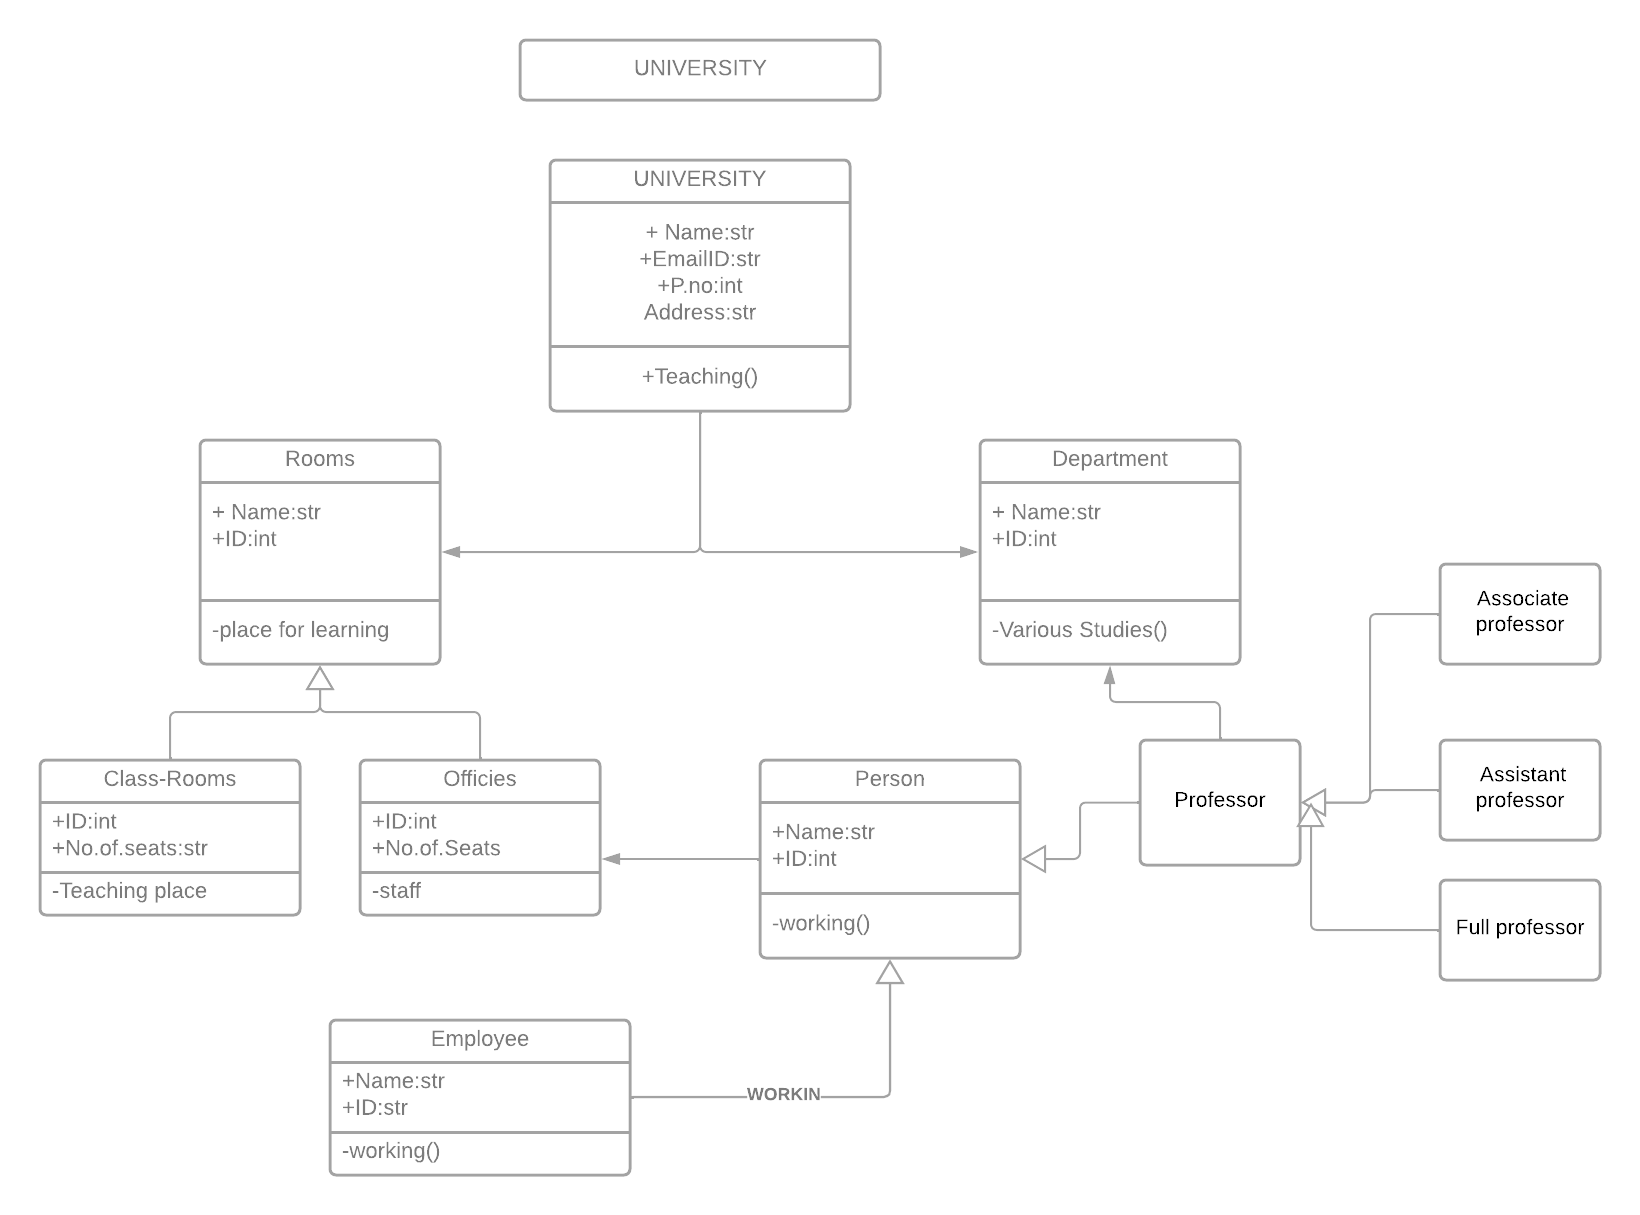 UNIVERSITY
UNIVERSITY
+ Name:str
+EmailID:str
+P.no:int
Address:str
+Teaching()
Rooms
+ Name:str
+ID:int
-place for learning
Department
+ Name:str
+ID:int
-Various Studies()
Associate
professor
Class-Rooms
+ID:int
+No.of.seats:str
-Teaching place
Officies
+ID:int
+No.of.Seats
-staff
Person
+Name:str
+ID:int
-working()
Professor
Assistant
professor
Full professor
Employee
+Name:str
+ID:str
-working()
WORKIN